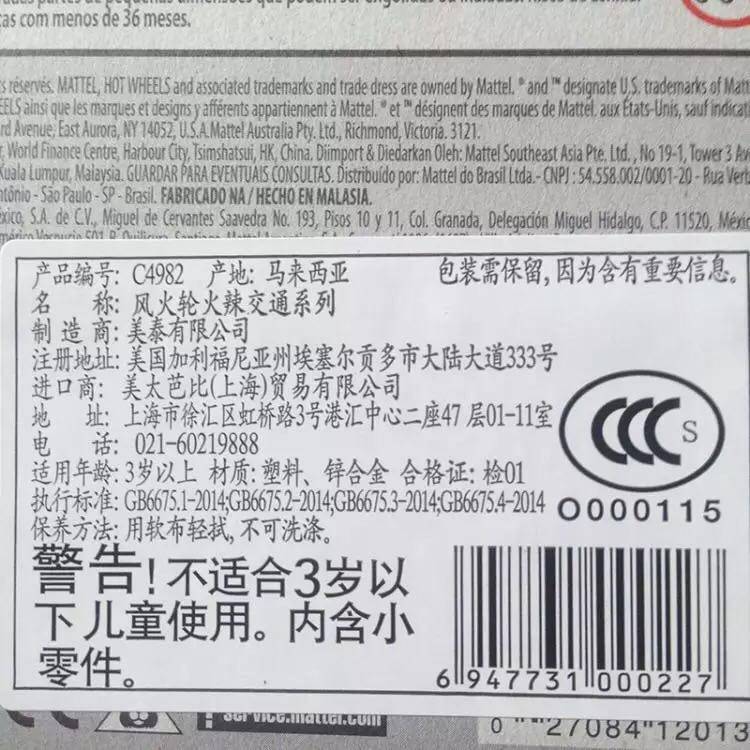 cas com menos de 36 meses.
ts réservés. MATTEL, HOT WHEELS and associated trademarks and trade dress are owned by Mattel. ® and ™ designate U.S. trademarks of Matt
EELS ainsi que les marques et designs y afférents appartiennent à Mattel. ® et ™ désignent des marques de Mattel aux États-Unis, sauf indicat
rd Avenue, East Aurora, NY 14052, U.S.A. Mattel Australia Pty. Ltd., Richmond, Victoria. 3121.
r, World Finance Centre, Harbour City, Tsimshatsui, HK, China. Diimport & Diedarkan Oleh: Mattel Southeast Asia Pte. Ltd., No 19-1, Tower 3 Av
Kuala Lumpur, Malaysia. GUARDAR PARA EVENTUAIS CONSULTAS. Distribuído por: Mattel do Brasil Ltda.- CNPJ : 54.558.002/0001-20 - Rua Verb
ntônio - São Paulo - SP - Brasil. FABRICADO NA / HECHO EN MALASIA.
éxico, S.A. de C.V., Miguel de Cervantes Saavedra No. 193, Pisos 10 y 11, Col. Granada, Delegación Miguel Hidalgo, C.P. 11520, Méxi
产品编号: C4982 产地: 马来西亚 包装需保留,因为含有重要信息。
名 称: 风火轮火辣交通系列
制 造 商: 美泰有限公司
注册地址: 美国加利福尼亚州埃塞尔贡多市大陆大道333号
进口商: 美太芭比(上海)贸易有限公司
地 址: 上海市徐汇区虹桥路3号港汇中心二座47 层01-11室
电 话: 021-60219888
适用年龄: 3岁以上 材质: 塑料、锌合金 合格证: 检01
执行标准: GB6675.1-2014;GB6675.2-2014;GB6675.3-2014;GB6675.4-2014
保养方法: 用软布轻拭,不可洗涤。
CCC S
O000115
警告!不适合3岁以
下儿童使用。内含小
零件。
6 947731 000227
service.mattel.com
0 27084 12013